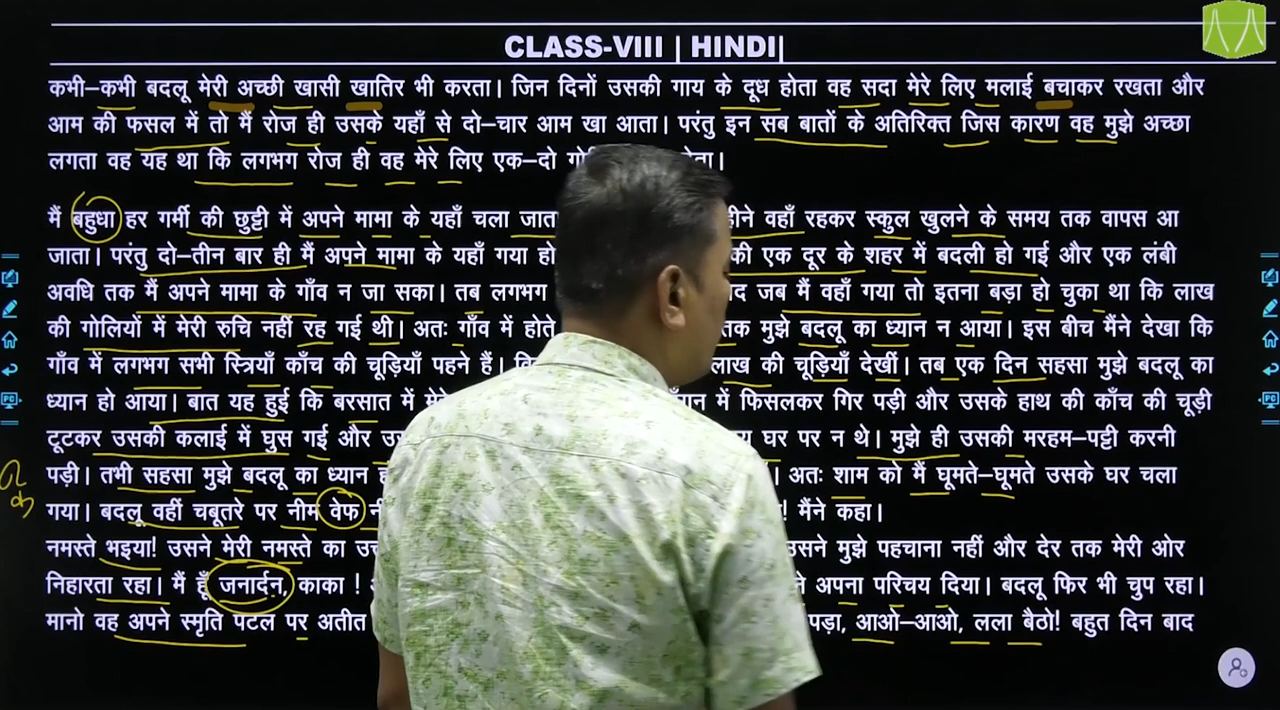 CLASS-VIII | HINDI|
कभी–कभी बदलू मेरी अच्छी खासी खातिर भी करता। जिन दिनों उसकी गाय के दूध होता वह सदा मेरे लिए मलाई बचाकर रखता और
आम की फसल में तो मैं रोज ही उसके यहाँ से दो–चार आम खा आता। परंतु इन सब बातों के अतिरिक्त जिस कारण वह मुझे अच्छा
लगता वह यह था कि लगभग रोज ही वह मेरे लिए एक–दो
मैं बहुधा हर गर्मी की छुट्टी में अपने मामा के यहाँ चला जाता वहाँ रहकर स्कुल खुलने के समय तक वापस आ
जाता। परंतु दो–तीन बार ही मैं अपने मामा के यहाँ गया की एक दूर के शहर में बदली हो गई और एक लंबी
अवधि तक मैं अपने मामा के गाँव न जा सका। तब लगभग जब मैं वहाँ गया तो इतना बड़ा हो चुका था कि लाख
की गोलियों में मेरी रुचि नहीं रह गई थी। अतः गाँव में होते मुझे बदलू का ध्यान न आया। इस बीच मैंने देखा कि
गाँव में लगभग सभी स्त्रियाँ काँच की चूड़ियाँ पहने हैं। लाख की चूड़ियाँ देखीं। तब एक दिन सहसा मुझे बदलू का
ध्यान हो आया। बात यह हुई कि बरसात में में फिसलकर गिर पड़ी और उसके हाथ की काँच की चूड़ी
टूटकर उसकी कलाई में घुस गई और घर पर न थे। मुझे ही उसकी मरहम–पट्टी करनी
पड़ी। तभी सहसा मुझे बदलू का ध्यान । अतः शाम को मैं घूमते–घूमते उसके घर चला
गया। बदलू वहीं चबूतरे पर नीम वेफ ! मैंने कहा।
नमस्ते भइया! उसने मेरी नमस्ते का उसने मुझे पहचाना नहीं और देर तक मेरी ओर
निहारता रहा। मैं हूँ जनार्दन, काका ! अपना परिचय दिया। बदलू फिर भी चुप रहा।
मानो वह अपने स्मृति पटल पर अतीत पड़ा, आओ–आओ, लला बैठो! बहुत दिन बाद